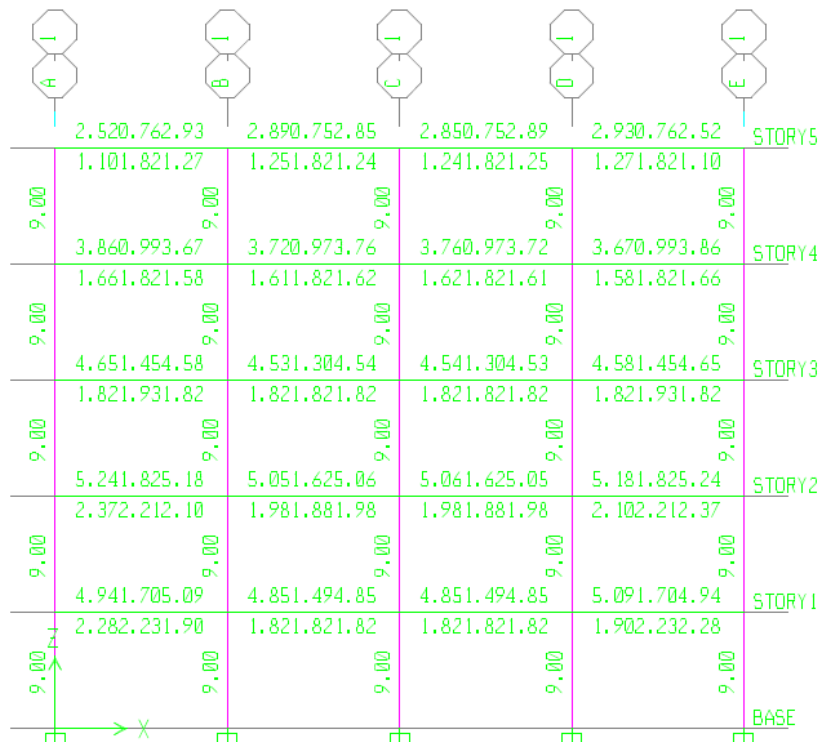 1 1 1 1 1
A B C D E
2.520.762.93 2.890.752.85 2.850.752.89 2.930.762.52 STORY5
1.101.821.27 1.251.821.24 1.241.821.25 1.271.821.10
9.00 9.00 9.00 9.00 9.00
3.860.993.67 3.720.973.76 3.760.973.72 3.670.993.86 STORY4
1.661.821.58 1.611.821.62 1.621.821.61 1.581.821.66
9.00 9.00 9.00 9.00 9.00
4.651.454.58 4.531.304.54 4.541.304.53 4.581.454.65 STORY3
1.821.931.82 1.821.821.82 1.821.821.82 1.821.931.82
9.00 9.00 9.00 9.00 9.00
5.241.825.18 5.051.625.06 5.061.625.05 5.181.825.24 STORY2
2.372.212.10 1.981.881.98 1.981.881.98 2.102.212.37
9.00 9.00 9.00 9.00 9.00
4.941.705.09 4.851.494.85 4.851.494.85 5.091.704.94 STORY1
2.282.231.90 1.821.821.82 1.821.821.82 1.902.232.28
Z
9.00 9.00 9.00 9.00 9.00
X BASE